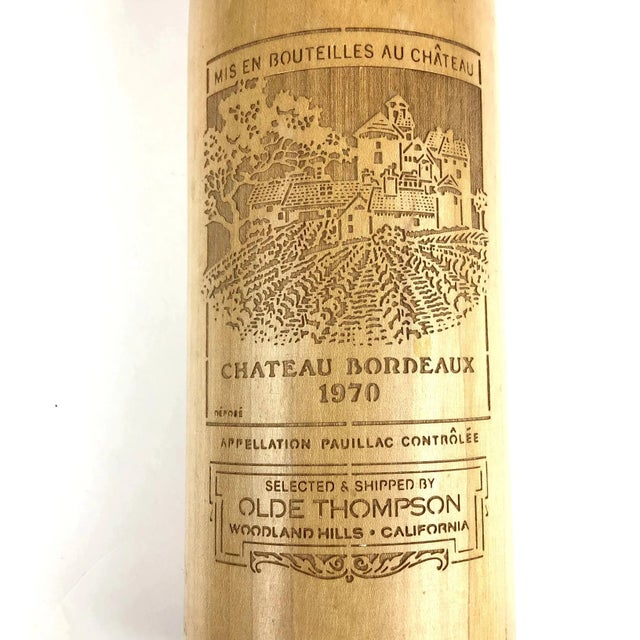 MIS EN BOUTEILLES AU CHÂTEAU
CHATEAU BORDEAUX
1970
DÉPOSÉ
APPELLATION PAUILLAC CONTRÔLÉE
SELECTED & SHIPPED BY
OLDE THOMPSON
WOODLAND HILLS • CALIFORNIA